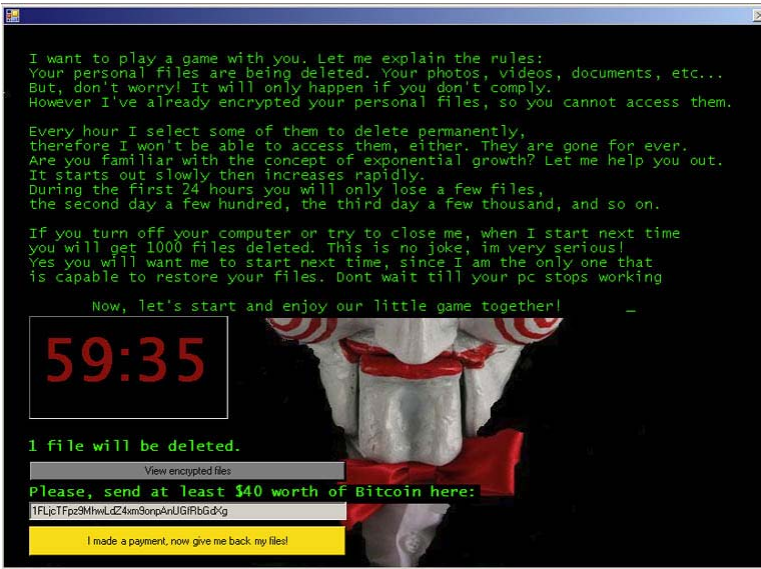 I want to play a game with you. Let me explain the rules:
Your personal files are being deleted. Your photos, videos, documents, etc...
But, don't worry! It will only happen if you don't comply.
However I've already encrypted your personal files, so you cannot access them.
Every hour I select some of them to delete permanently,
therefore I won't be able to access them, either. They are gone for ever.
Are you familiar with the concept of exponential growth? Let me help you out.
It starts out slowly then increases rapidly.
During the first 24 hours you will only lose a few files,
the second day a few hundred, the third day a few thousand, and so on.
If you turn off your computer or try to close me, when I start next time
you will get 1000 files deleted. This is no joke, im very serious!
Yes you will want me to start next time, since I am the only one that
is capable to restore your files. Dont wait till your pc stops working
Now, let's start and enjoy our little game together! _
59:35
1 file will be deleted.
View encrypted files
Please, send at least $40 worth of Bitcoin here:
1FLjcTFpz9MhwLdZ4xm9onpAnUGfRbGdXg
I made a payment, now give me back my files!